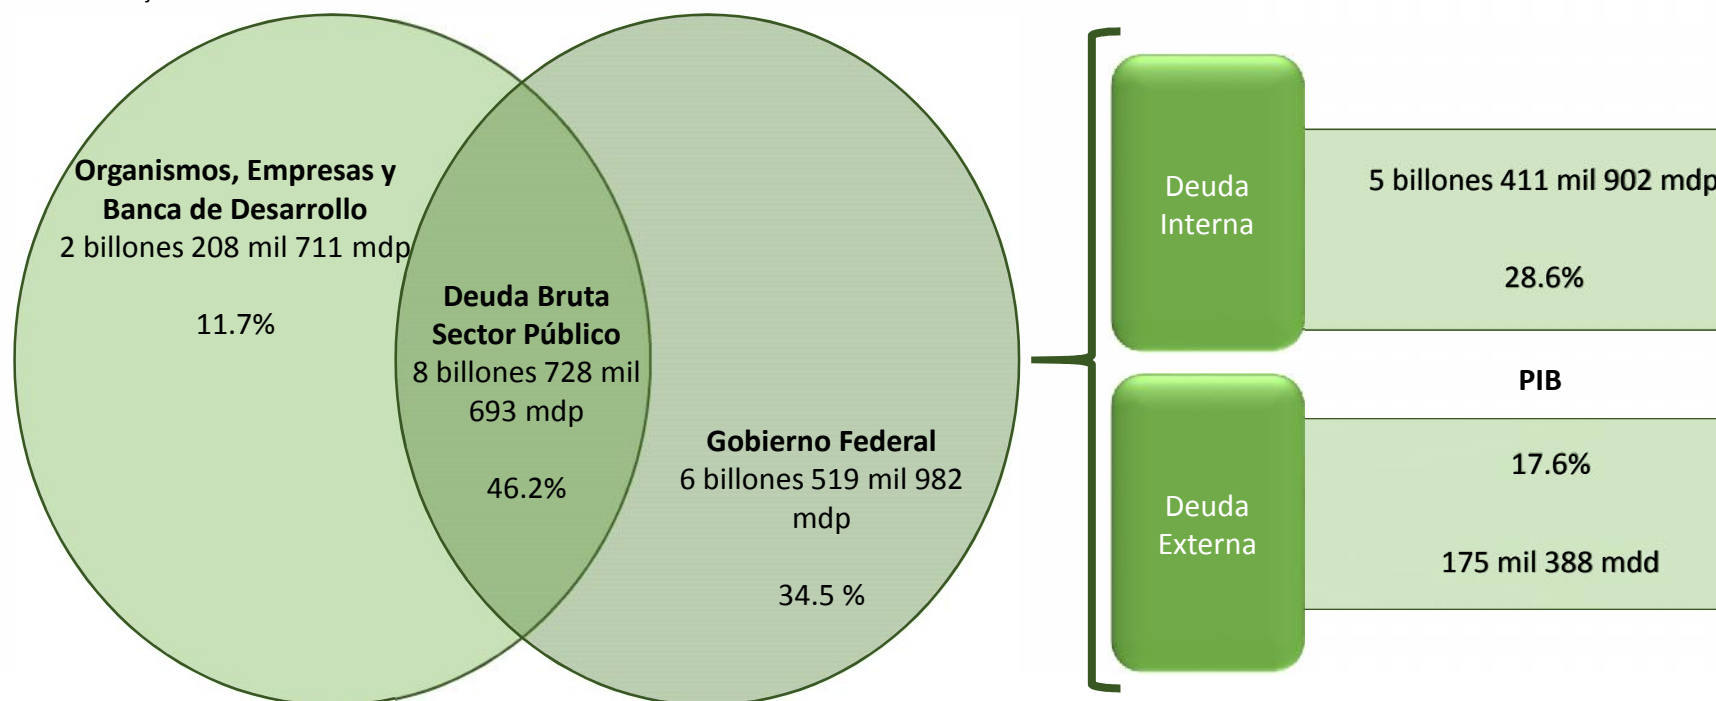 Organismos, Empresas y
Banca de Desarrollo
2 billones 208 mil 711 mdp
11.7%
Deuda Bruta
Sector Público
8 billones 728 mil
693 mdp
46.2%
Gobierno Federal
6 billones 519 mil 982
mdp
34.5 %
Deuda
Interna
5 billones 411 mil 902 mdp
28.6%
PIB
Deuda
Externa
17.6%
175 mil 388 mdd